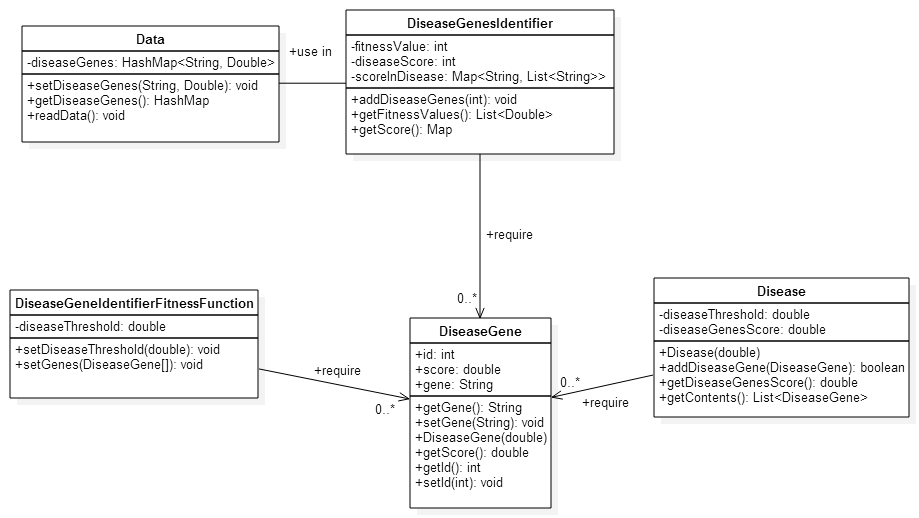 Data
-diseaseGenes: HashMap<String, Double>
+setDiseaseGenes(String, Double): void
+getDiseaseGenes(): HashMap
+readData(): void
+use in
DiseaseGenesIdentifier
-fitnessValue: int
-diseaseScore: int
-scoreInDisease: Map<String, List<String>>
+addDiseaseGenes(int): void
+getFitnessValues(): List<Double>
+getScore(): Map
+require
0..*
DiseaseGeneIdentifierFitnessFunction
-diseaseThreshold: double
+setDiseaseThreshold(double): void
+setGenes(DiseaseGene[]): void
+require
0..*
DiseaseGene
+id: int
+score: double
+gene: String
+getGene(): String
+setGene(String): void
+DiseaseGene(double)
+getScore(): double
+getId(): int
+setId(int): void
0..*
+require
Disease
-diseaseThreshold: double
-diseaseGenesScore: double
+Disease(double)
+addDiseaseGene(DiseaseGene): boolean
+getDiseaseGenesScore(): double
+getContents(): List<DiseaseGene>